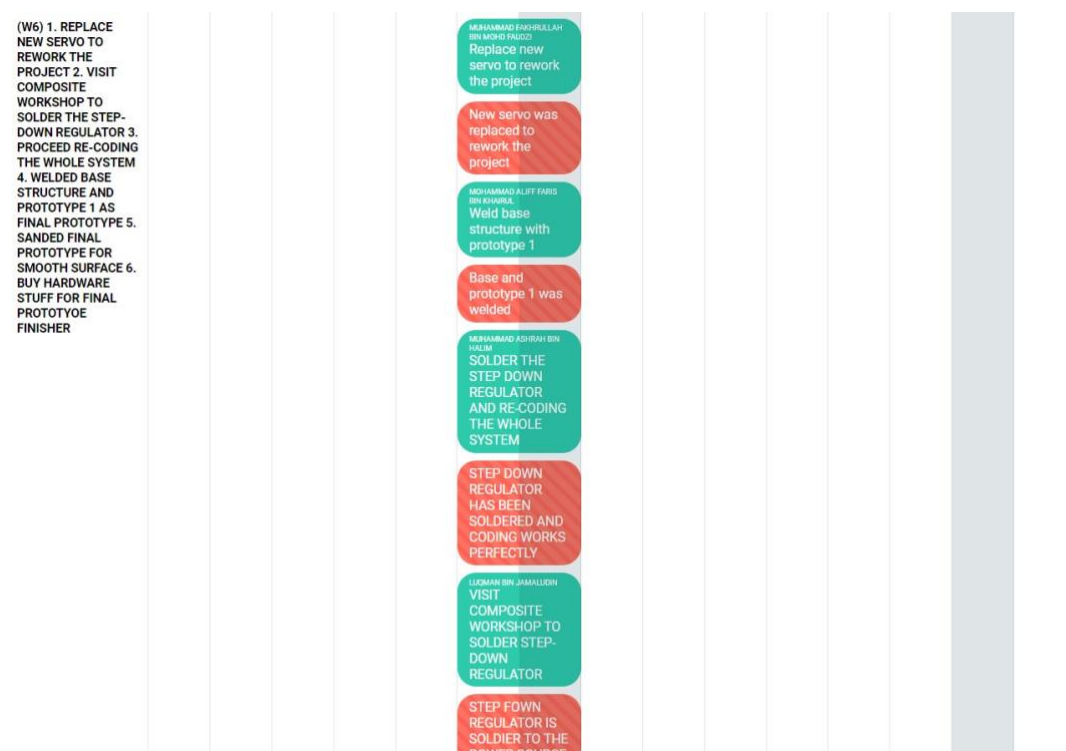 (W6) 1. REPLACE
NEW SERVO TO
REWORK THE
PROJECT 2. VISIT
COMPOSITE
WORKSHOP TO
SOLDER THE STEP-
DOWN REGULATOR 3.
PROCEED RE-CODING
THE WHOLE SYSTEM
4. WELDED BASE
STRUCTURE AND
PROTOTYPE 1 AS
FINAL PROTOTYPE 5.
SANDED FINAL
PROTOTYPE FOR
SMOOTH SURFACE 6.
BUY HARDWARE
STUFF FOR FINAL
PROTOTYOE
FINISHER
MUHAMMAD FAKHRULLAH
BIN MOHD FAUDZI
Replace new
servo to rework
the project
New servo was
replaced to
rework the
project
MOHAMMAD ALIFF FARIS
BIN KHAIRUL
Weld base
structure with
prototype 1
Base and
prototype 1 was
welded
MUHAMMAD ASHRAH BIN
HALIM
SOLDER THE
STEP DOWN
REGULATOR
AND RE-CODING
THE WHOLE
SYSTEM
STEP DOWN
REGULATOR
HAS BEEN
SOLDERED AND
CODING WORKS
PERFECTLY
LUQMAN BIN JAMALUDIN
VISIT
COMPOSITE
WORKSHOP TO
SOLDER STEP-
DOWN
REGULATOR
STEP FOWN
REGULATOR IS
SOLDIER TO THE
POWER SOURCE